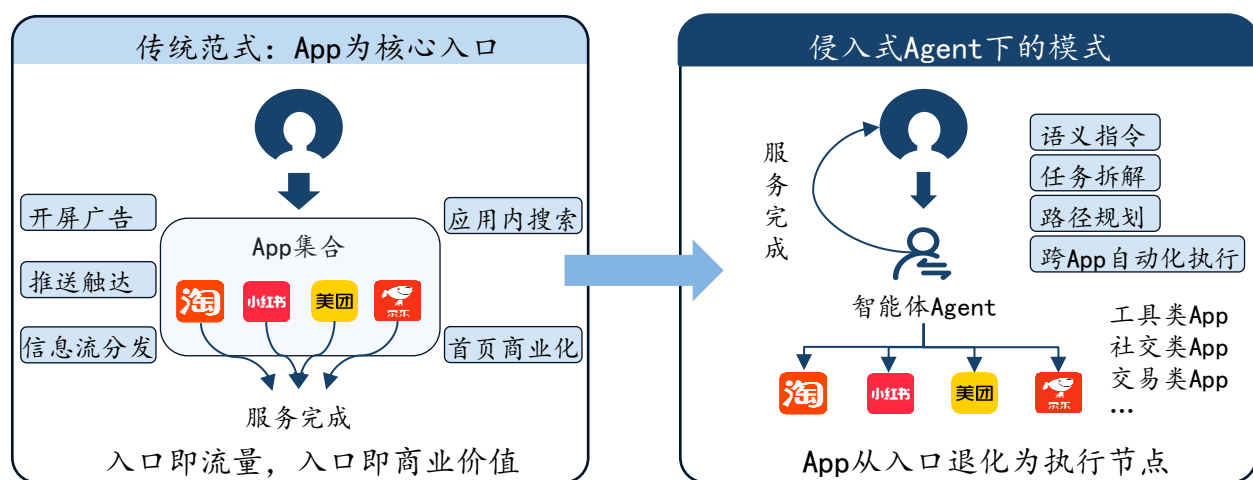 传统范式：App为核心入口
开屏广告
推送触达
信息流分发
App集合
淘
小红书
美团
京东
应用内搜索
首页商业化
服务完成
入口即流量，入口即商业价值
侵入式Agent下的模式
服务完成
语义指令
任务拆解
路径规划
跨App自动化执行
智能体Agent
淘
小红书
美团
京东
工具类App
社交类App
交易类App
...
App从入口退化为执行节点